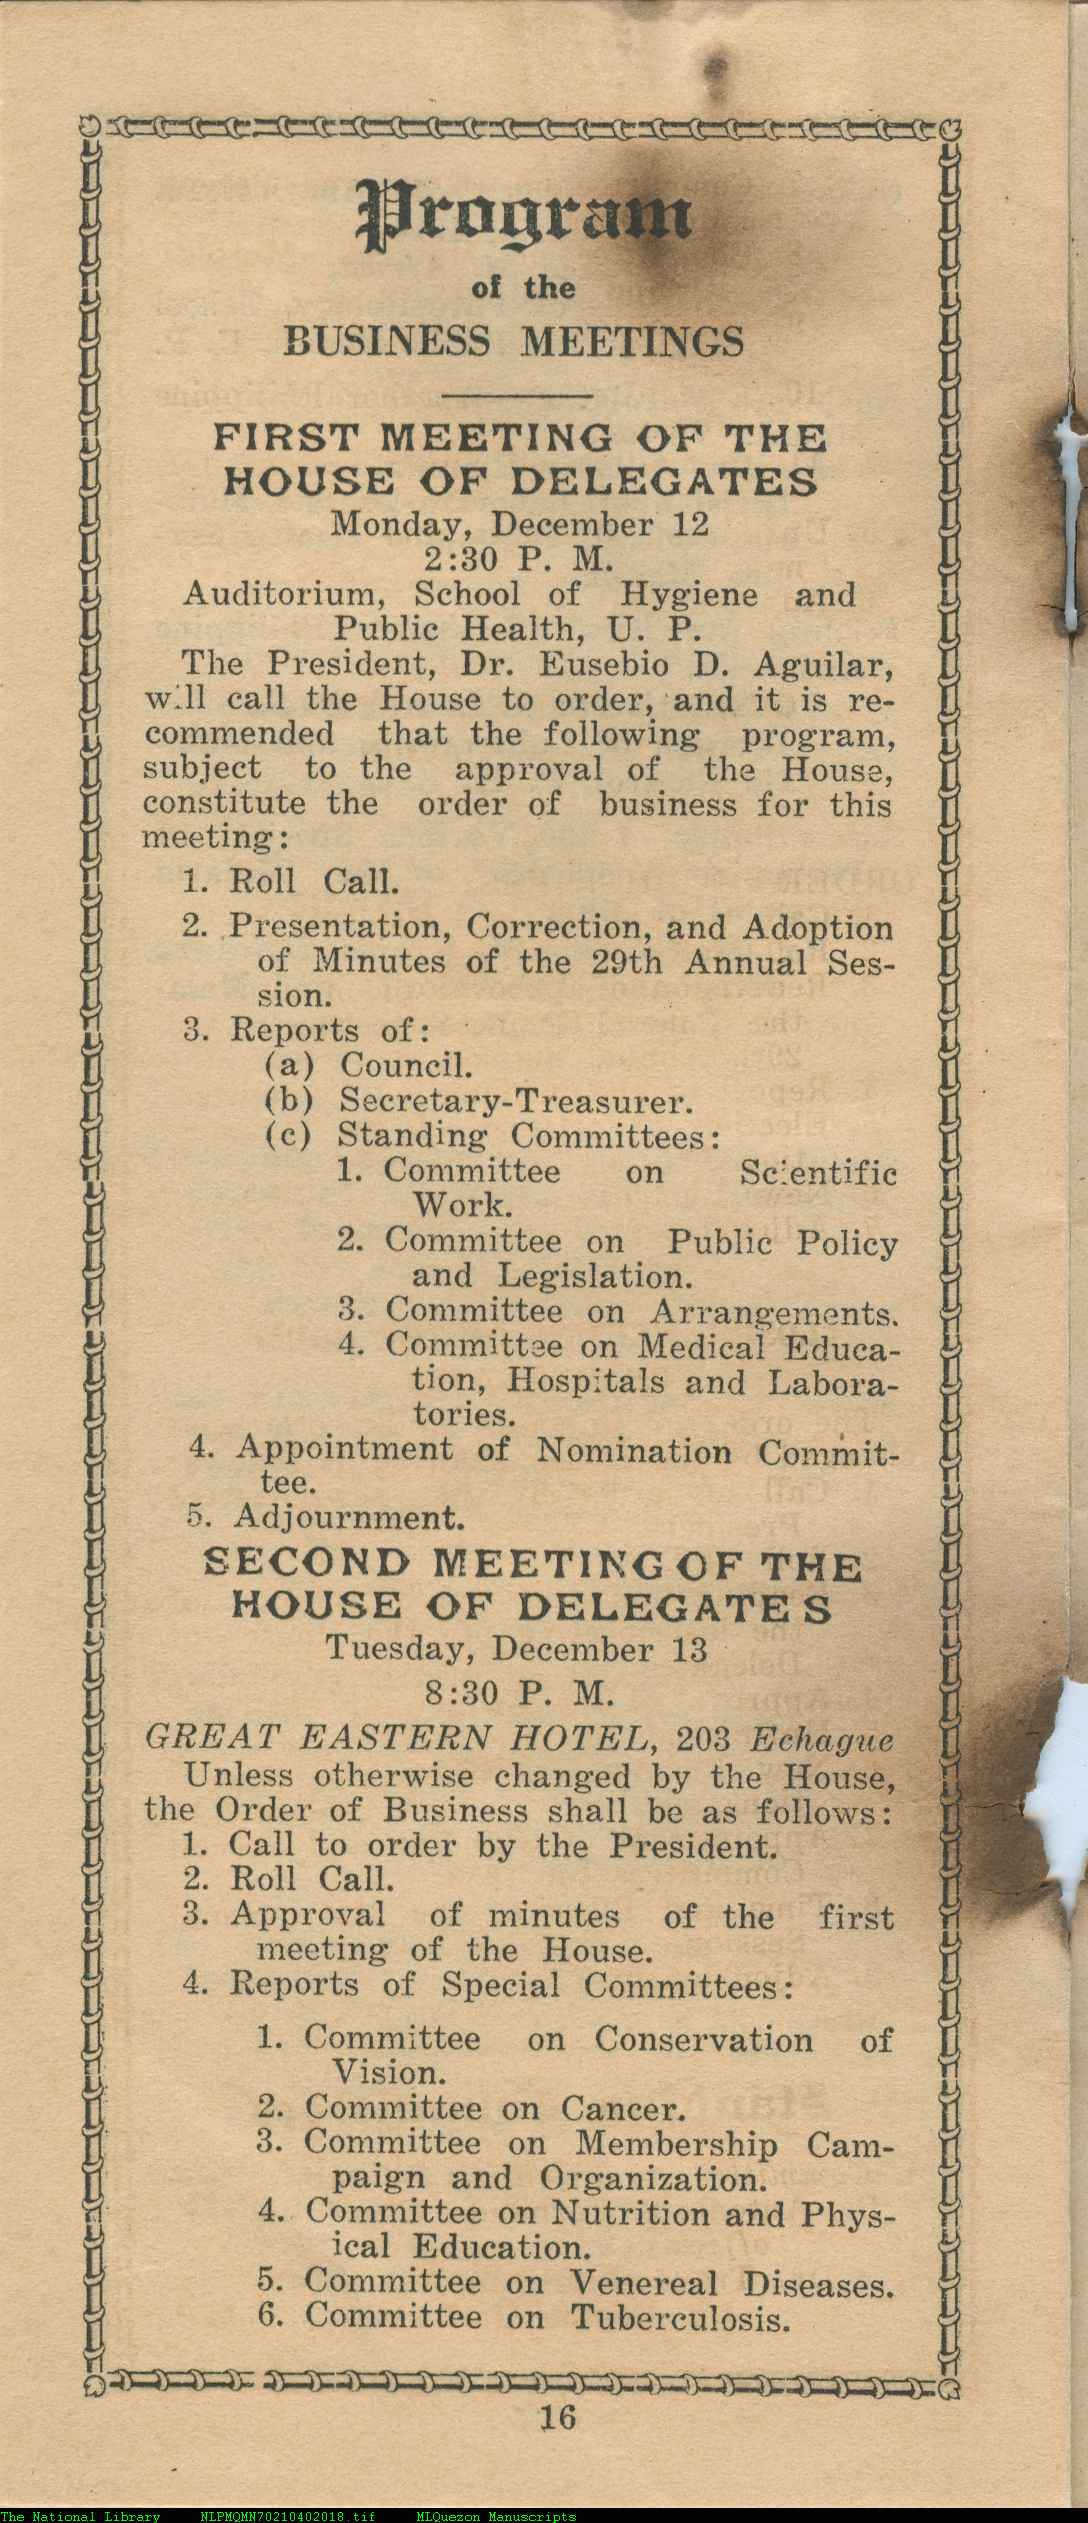 Program
of the
BUSINESS MEETINGS
FIRST MEETING OF THE
HOUSE OF DELEGATES
Monday, December 12
2:30 P. M.
Auditorium, School of Hygiene and
Public Health, U. P.
The President, Dr. Eusebio D. Aguilar,
will call the House to order, and it is re-
commended that the following program,
subject to the approval of the House,
constitute the order of business for this
meeting:
1. Roll Call.
2. Presentation, Correction, and Adoption
of Minutes of the 29th Annual Ses-
sion.
3. Reports of:
(a) Council.
(b) Secretary-Treasurer.
(c) Standing Committees:
1. Committee on Scientific
Work.
2. Committee on Public Policy
and Legislation.
3. Committee on Arrangements.
4. Committee on Medical Educa-
tion, Hospitals and Labora-
tories.
4. Appointment of Nomination Commit-
tee.
5. Adjournment.
SECOND MEETING OF THE
HOUSE OF DELEGATES
Tuesday, December 13
8:30 P. M.
GREAT EASTERN HOTEL, 203 Echague
Unless otherwise changed by the House,
the Order of Business shall be as follows:
1. Call to order by the President.
2. Roll Call.
3. Approval of minutes of the first
meeting of the House.
4. Reports of Special Committees:
1. Committee on Conservation of
Vision.
2. Committee on Cancer.
3. Committee on Membership Cam-
paign and Organization.
4. Committee on Nutrition and Phys-
ical Education.
5. Committee on Venereal Diseases.
6. Committee on Tuberculosis.
16
The National Library NLPMQMN70210402018.tif MLQuezon Manuscripts